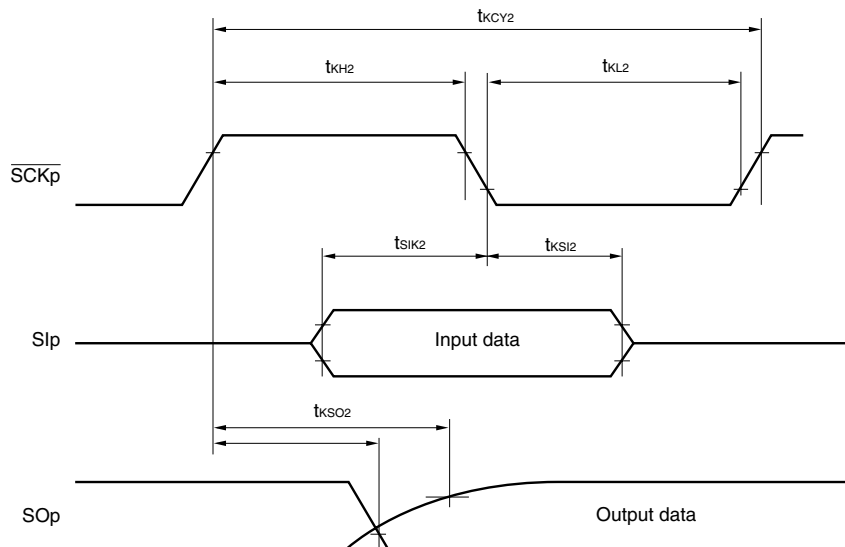 tKCY2
tKH2
tKL2
SCKp
tSIK2
tKSI2
SIp
Input data
tKSO2
SOp
Output data